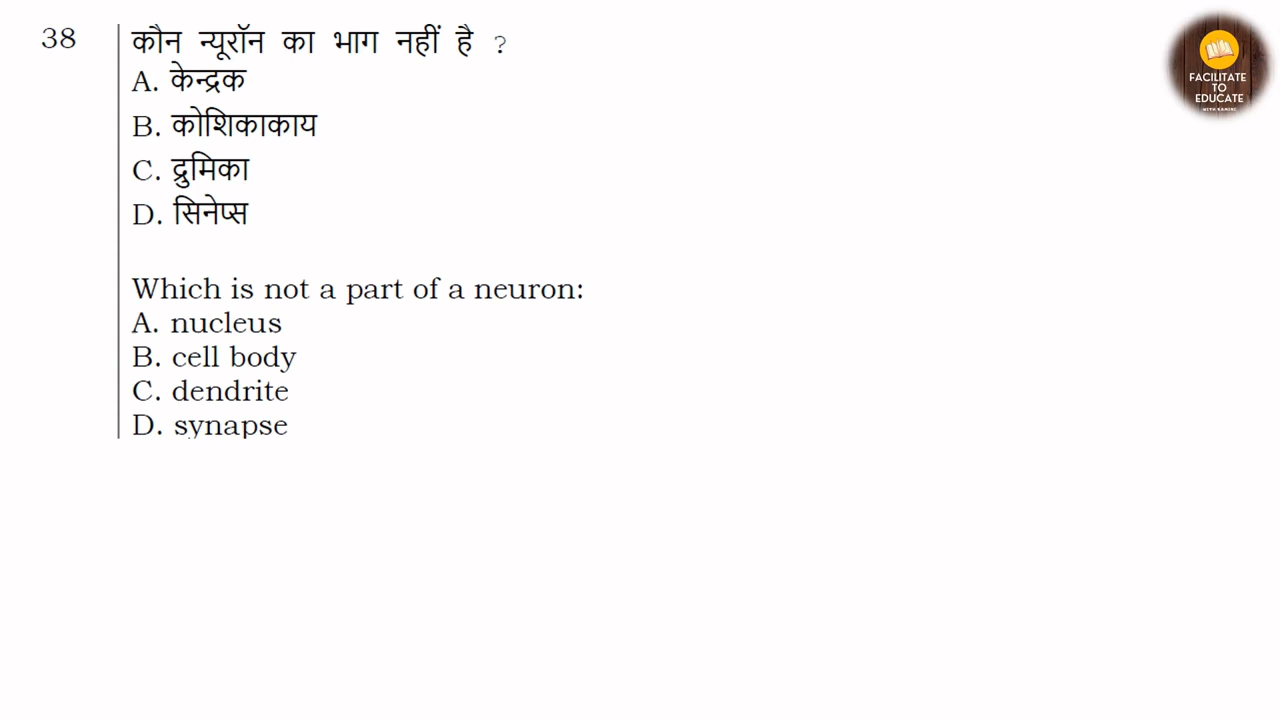 38 कौन न्यूरॉन का भाग नहीं है ?
A. केन्द्रक
B. कोशिकाकाय
C. द्रुमिका
D. सिनेप्स
Which is not a part of a neuron:
A. nucleus
B. cell body
C. dendrite
D. synapse
FACILITATE
TO
EDUCATE